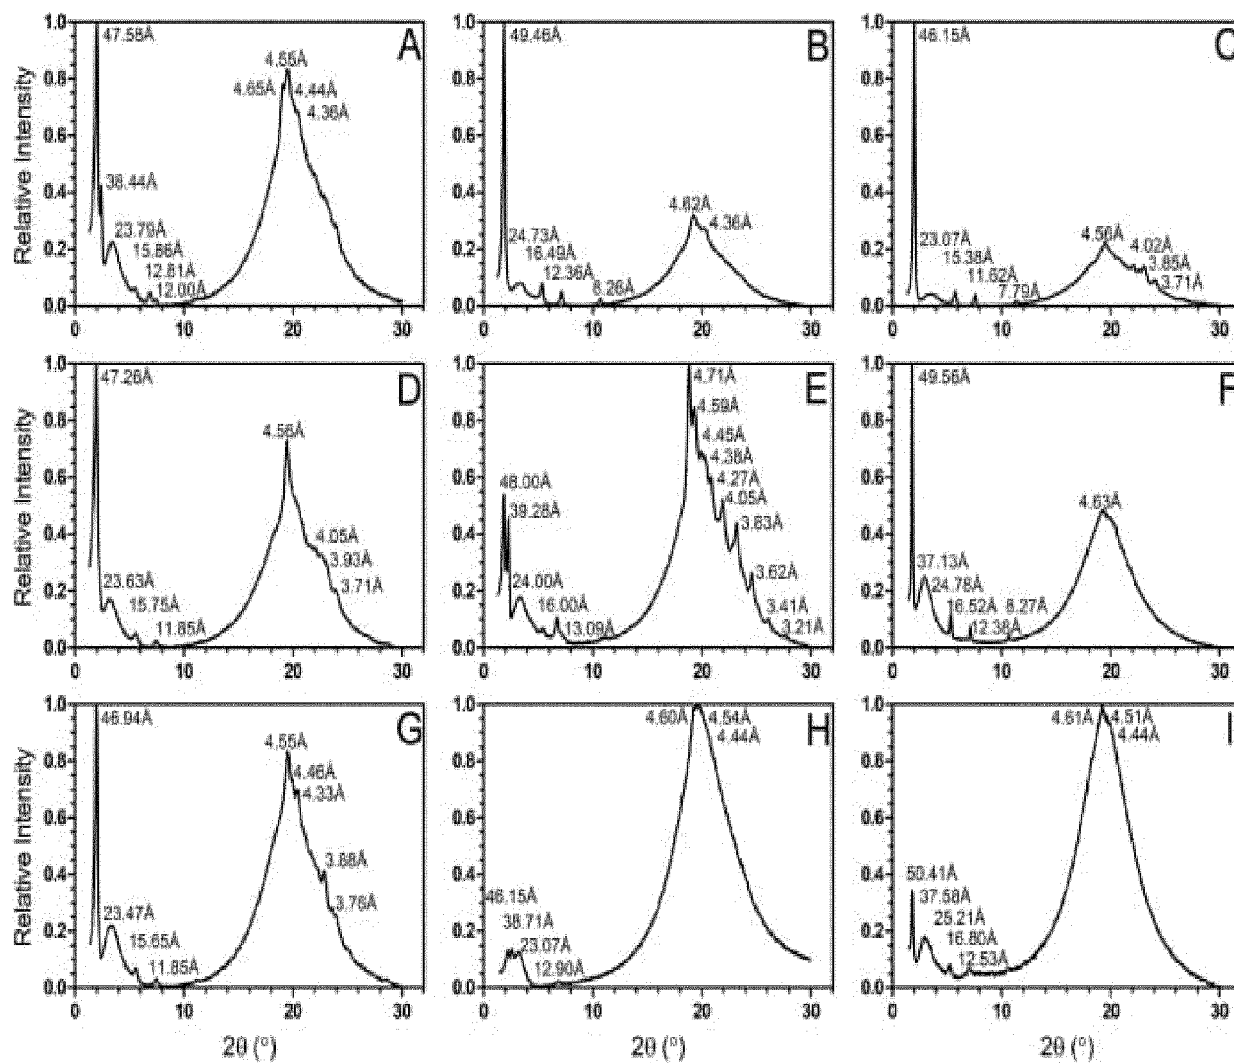 Relative Intensity
1.0
0.8
0.6
0.4
0.2
0.0
0
10
20
30
47.58Å
38.44Å
23.79Å
15.86Å
12.81Å
12.00Å
4.55Å
4.65Å
4.44Å
4.36Å
A
1.0
0.8
0.6
0.4
0.2
0.0
0
10
20
30
49.46Å
24.73Å
16.49Å
12.36Å
8.26Å
4.62Å
4.36Å
B
1.0
0.8
0.6
0.4
0.2
0.0
0
10
20
30
46.15Å
23.07Å
15.38Å
11.62Å
7.79Å
4.56Å
4.02Å
3.85Å
3.71Å
C
Relative Intensity
1.0
0.8
0.6
0.4
0.2
0.0
0
10
20
30
47.26Å
23.63Å
15.75Å
11.85Å
4.56Å
4.05Å
3.93Å
3.71Å
D
1.0
0.8
0.6
0.4
0.2
0.0
0
10
20
30
48.00Å
39.28Å
24.00Å
16.00Å
13.09Å
4.71Å
4.59Å
4.45Å
4.38Å
4.27Å
4.05Å
3.83Å
3.62Å
3.41Å
3.21Å
E
1.0
0.8
0.6
0.4
0.2
0.0
0
10
20
30
49.56Å
37.13Å
24.78Å
16.52Å
8.27Å
12.38Å
4.63Å
F
Relative Intensity
1.0
0.8
0.6
0.4
0.2
0.0
0
10
20
30
2θ (°)
46.94Å
23.47Å
15.65Å
11.85Å
4.55Å
4.46Å
4.33Å
3.88Å
3.76Å
G
1.0
0.8
0.6
0.4
0.2
0.0
0
10
20
30
2θ (°)
46.15Å
38.71Å
23.07Å
12.90Å
4.60Å
4.54Å
4.44Å
H
1.0
0.8
0.6
0.4
0.2
0.0
0
10
20
30
2θ (°)
50.41Å
37.58Å
25.21Å
16.80Å
12.53Å
4.61Å
4.51Å
4.44Å
I